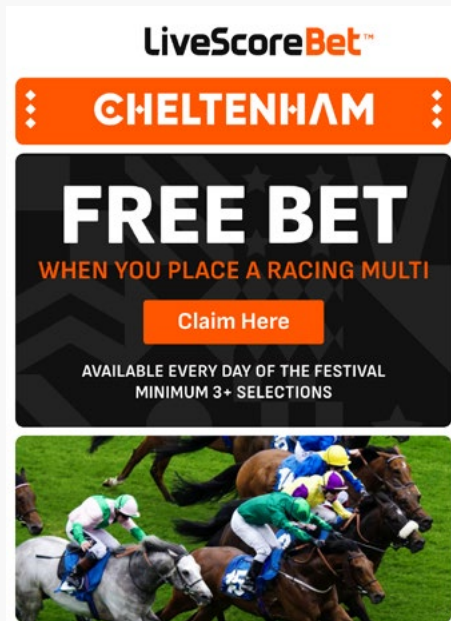 LiveScoreBet™
CHELTENHAM
FREE BET
WHEN YOU PLACE A RACING MULTI
Claim Here
AVAILABLE EVERY DAY OF THE FESTIVAL
MINIMUM 3+ SELECTIONS